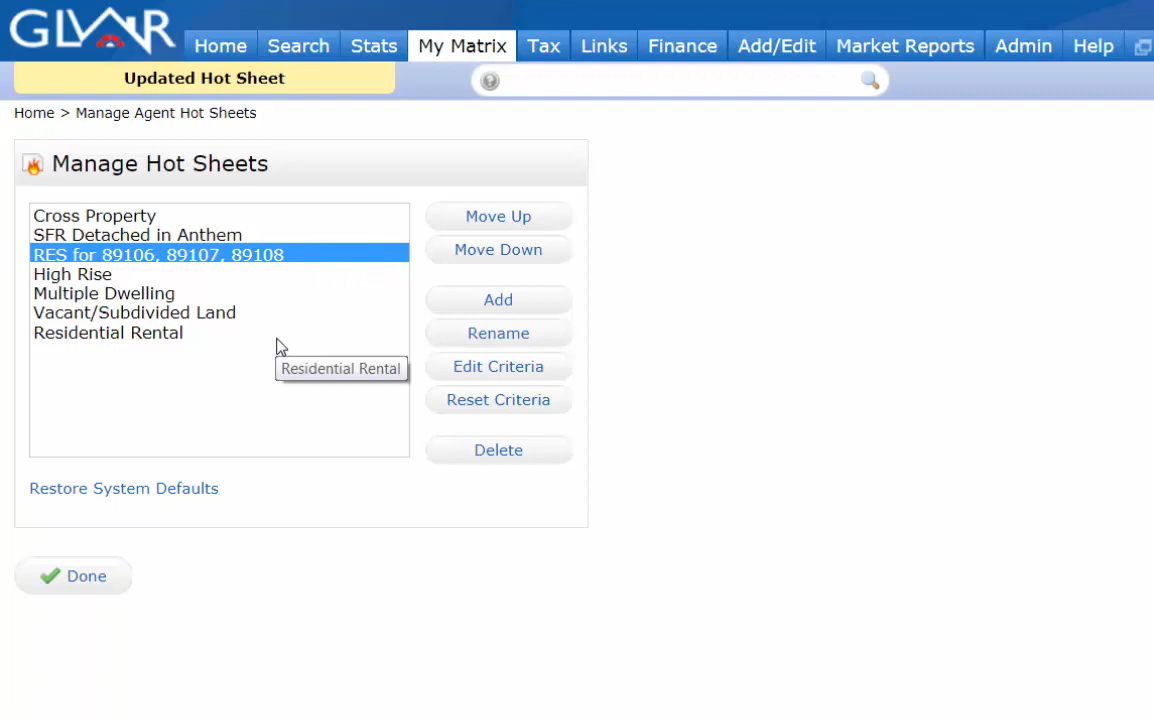 GLVAR
Home Search Stats My Matrix Tax Links Finance Add/Edit Market Reports Admin Help
Updated Hot Sheet
Home > Manage Agent Hot Sheets
Manage Hot Sheets
Cross Property
SFR Detached in Anthem
RES for 89106, 89107, 89108
High Rise
Multiple Dwelling
Vacant/Subdivided Land
Residential Rental
Residential Rental
Move Up
Move Down
Add
Rename
Edit Criteria
Reset Criteria
Delete
Restore System Defaults
Done